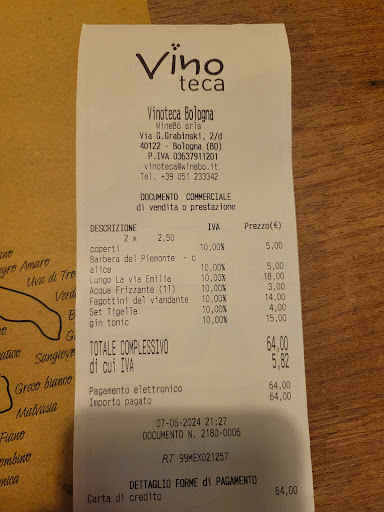 Vino
teca
Vinoteca Bologna
WineBò srls
Via G.Grabinski, 2/d
40122 - Bologna (BO)
P.IVA 03637911201
vinoteca@winebo.it
Tel. +39 051 233342
DOCUMENTO COMMERCIALE
di vendita o prestazione
DESCRIZIONE IVA Prezzo(€)
2 x 2,50
coperti 10,00% 5,00
Barbera del Piemonte - c
alice 10,00% 5,00
Lungo La via Emilia 10,00% 18,00
Acqua Frizzante (1l) 10,00% 3,00
Fagottini del viandante 10,00% 14,00
Set Tigelle 10,00% 4,00
gin tonic 10,00% 15,00
TOTALE COMPLESSIVO 64,00
di cui IVA 5,82
Pagamento elettronico 64,00
Importo pagato 64,00
07-06-2024 21:27
DOCUMENTO N. 2180-0006
RT 99MEX021257
DETTAGLIO FORME di PAGAMENTO
Carta di credito 64,00
Amaro
Uva di
Greco bianco
Malvasia